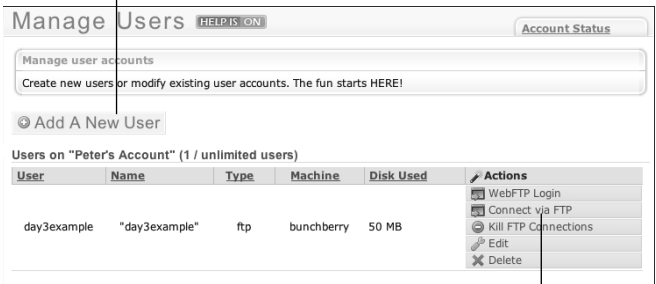 Manage Users HELP IS ON
Account Status
Manage user accounts
Create new users or modify existing user accounts. The fun starts HERE!
Add A New User
Users on "Peter's Account" (1 / unlimited users)
User Name Type Machine Disk Used Actions
day3example "day3example" ftp bunchberry 50 MB
WebFTP Login
Connect via FTP
Kill FTP Connections
Edit
Delete